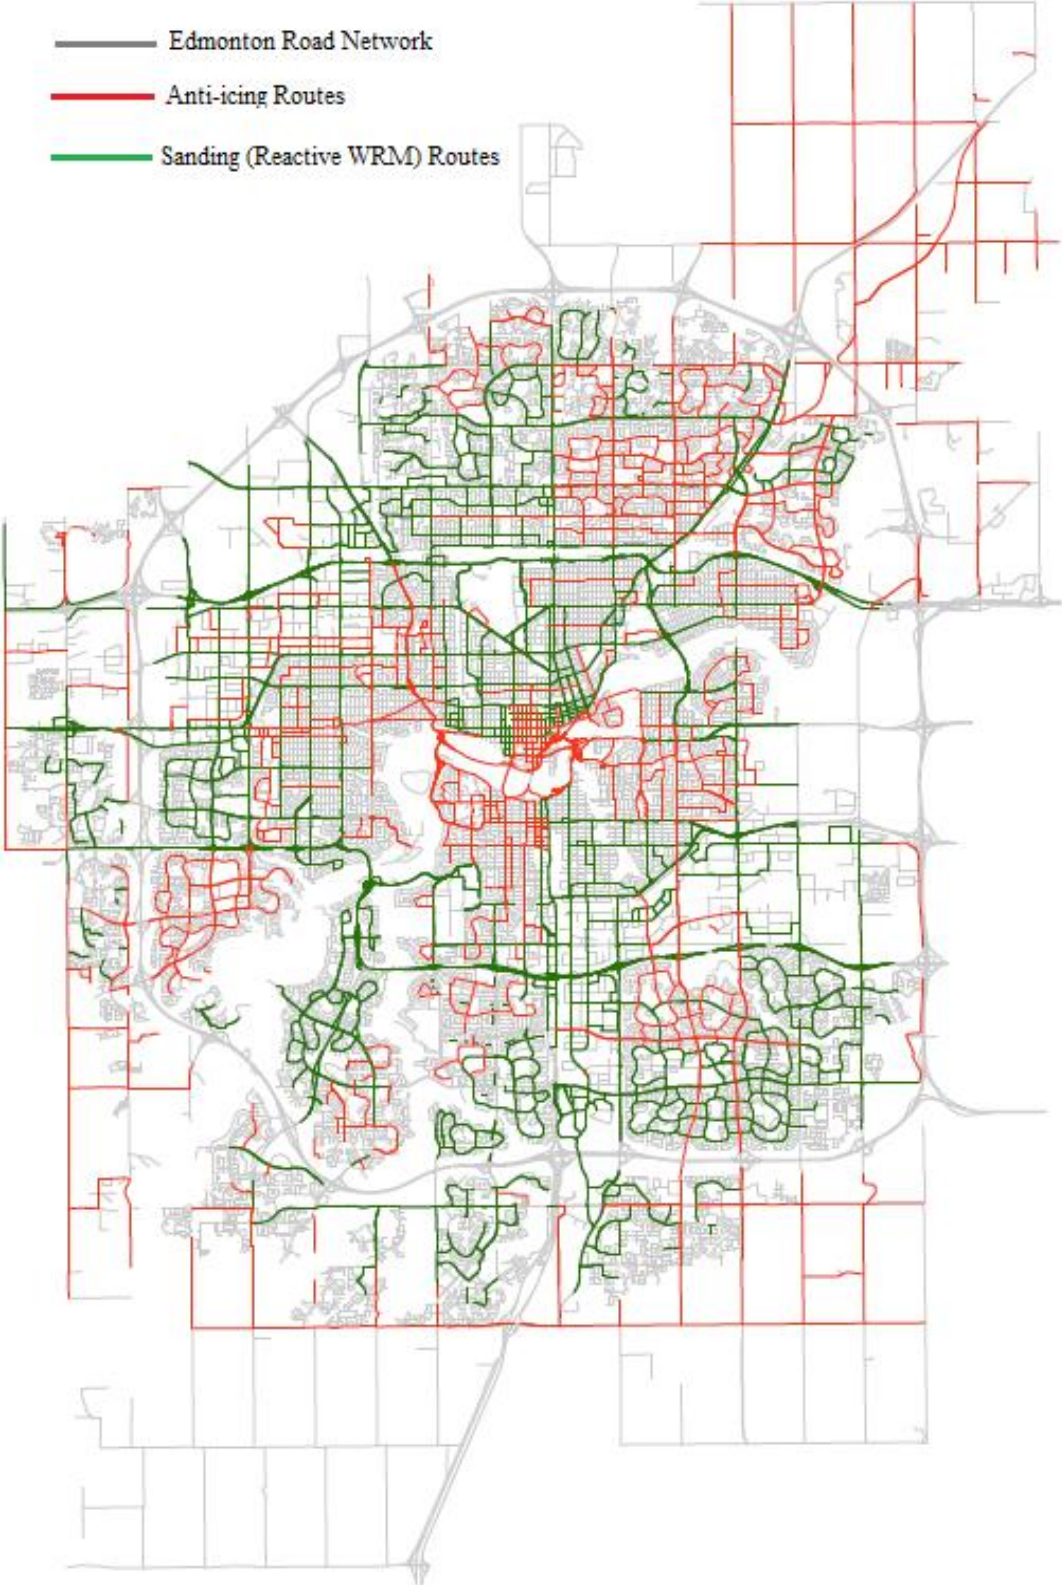 Edmonton Road Network
Anti-icing Routes
Sanding (Reactive WRM) Routes